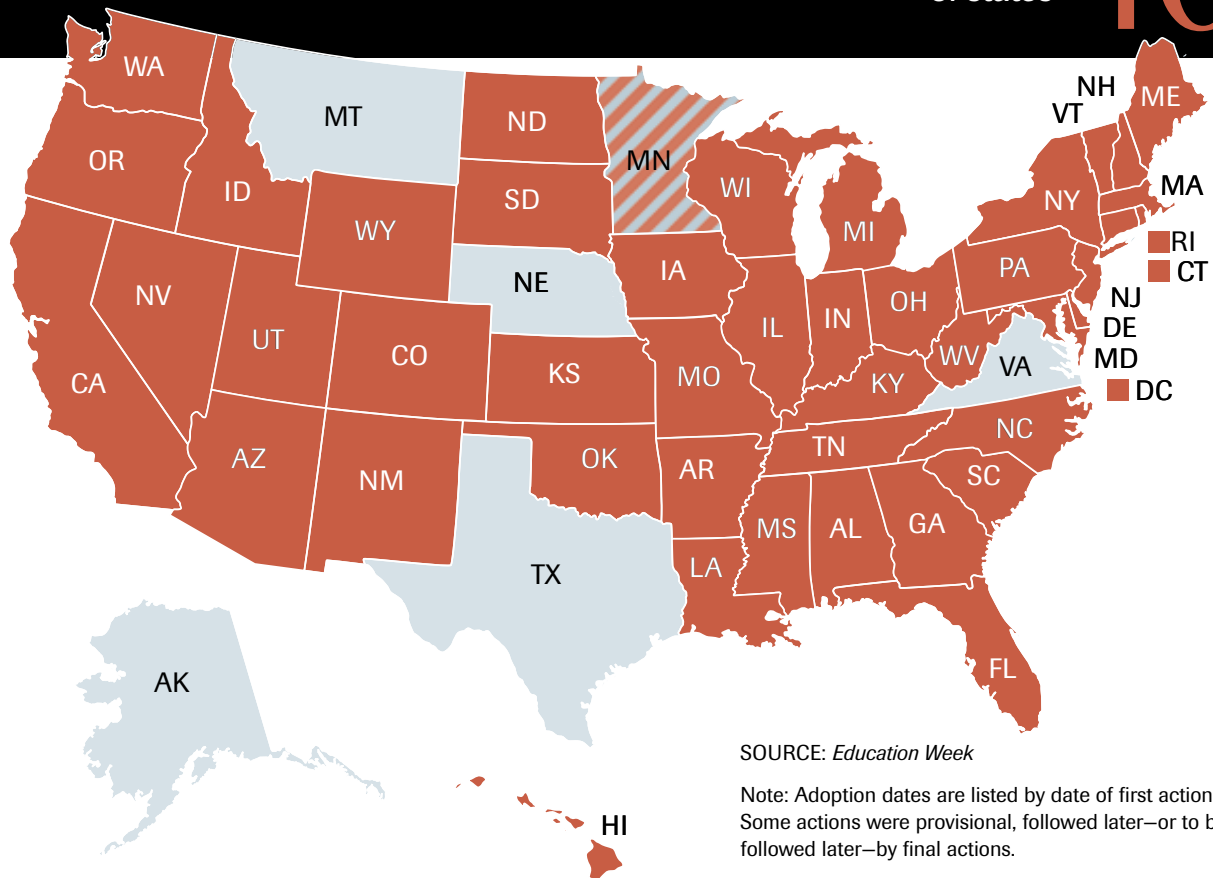 WA
MT
ND
MN
NH
VT
ME
OR
ID
SD
WI
MA
WY
MI
NY
RI
NE
IA
PA
CT
NV
OH
NJ
UT
IL
IN
DE
CO
WV
MD
CA
KS
MO
KY
VA
DC
AZ
OK
TN
NC
NM
AR
SC
MS
AL
GA
TX
LA
AK
FL
HI
SOURCE: Education Week
Note: Adoption dates are listed by date of first action
Some actions were provisional, followed later—or to b
followed later—by final actions.